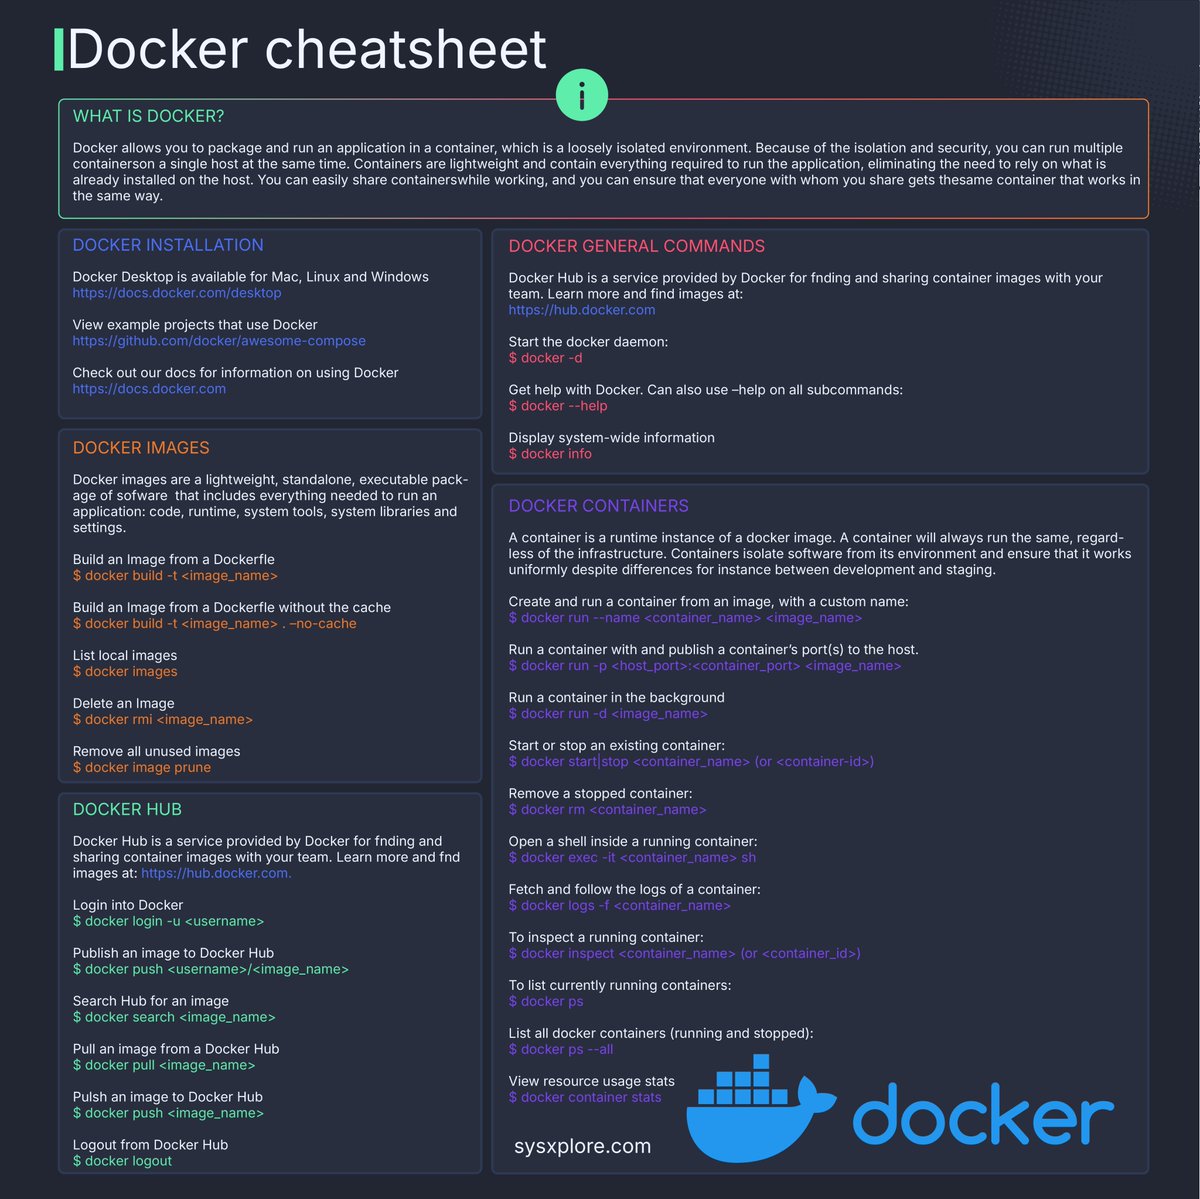 Docker cheatsheet
WHAT IS DOCKER?
Docker allows you to package and run an application in a container, which is a loosely isolated environment. Because of the isolation and security, you can run multiple
containerson a single host at the same time. Containers are lightweight and contain everything required to run the application, eliminating the need to rely on what is
already installed on the host. You can easily share containerswhile working, and you can ensure that everyone with whom you share gets thesame container that works in
the same way.
DOCKER INSTALLATION
Docker Desktop is available for Mac, Linux and Windows
https://docs.docker.com/desktop
View example projects that use Docker
https://github.com/docker/awesome-compose
Check out our docs for information on using Docker
https://docs.docker.com
DOCKER IMAGES
Docker images are a lightweight, standalone, executable pack-
age of sofware  that includes everything needed to run an
application: code, runtime, system tools, system libraries and
settings.
Build an Image from a Dockerfle
$ docker build -t <image_name>
Build an Image from a Dockerfle without the cache
$ docker build -t <image_name> . –no-cache
List local images
$ docker images
Delete an Image
$ docker rmi <image_name>
Remove all unused images
$ docker image prune
DOCKER HUB
Docker Hub is a service provided by Docker for fnding and
sharing container images with your team. Learn more and fnd
images at: https://hub.docker.com.
Login into Docker
$ docker login -u <username>
Publish an image to Docker Hub
$ docker push <username>/<image_name>
Search Hub for an image
$ docker search <image_name>
Pull an image from a Docker Hub
$ docker pull <image_name>
Pulsh an image to Docker Hub
$ docker push <image_name>
Logout from Docker Hub
$ docker logout
DOCKER GENERAL COMMANDS
Docker Hub is a service provided by Docker for fnding and sharing container images with your
team. Learn more and find images at:
https://hub.docker.com
Start the docker daemon:
$ docker -d
Get help with Docker. Can also use –help on all subcommands:
$ docker --help
Display system-wide information
$ docker info
DOCKER CONTAINERS
A container is a runtime instance of a docker image. A container will always run the same, regard-
less of the infrastructure. Containers isolate software from its environment and ensure that it works
uniformly despite differences for instance between development and staging.
Create and run a container from an image, with a custom name:
$ docker run --name <container_name> <image_name>
Run a container with and publish a container’s port(s) to the host.
$ docker run -p <host_port>:<container_port> <image_name>
Run a container in the background
$ docker run -d <image_name>
Start or stop an existing container:
$ docker start|stop <container_name> (or <container-id>)
Remove a stopped container:
$ docker rm <container_name>
Open a shell inside a running container:
$ docker exec -it <container_name> sh
Fetch and follow the logs of a container:
$ docker logs -f <container_name>
To inspect a running container:
$ docker inspect <container_name> (or <container_id>)
To list currently running containers:
$ docker ps
List all docker containers (running and stopped):
$ docker ps --all
View resource usage stats
$ docker container stats
sysxplore.com
docker